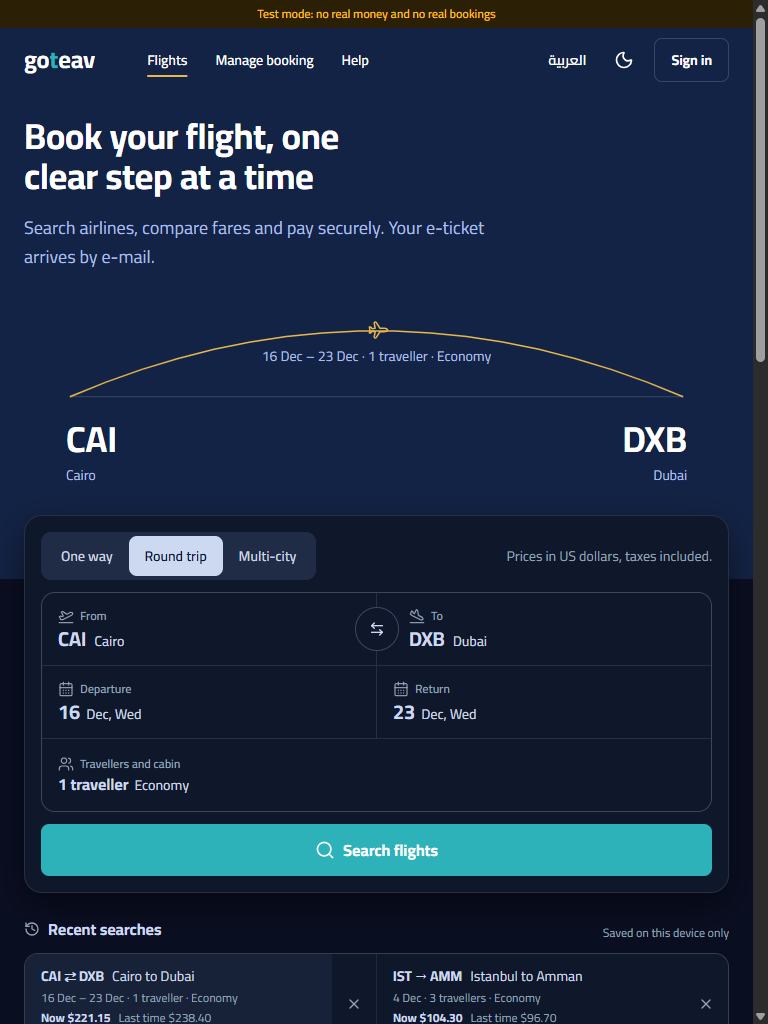 Test mode: no real money and no real bookings
goteav
Flights
Manage booking
Help
العربية
Sign in
Book your flight, one
clear step at a time
Search airlines, compare fares and pay securely. Your e-ticket
arrives by e-mail.
16 Dec – 23 Dec · 1 traveller · Economy
CAI
Cairo
DXB
Dubai
One way
Round trip
Multi-city
Prices in US dollars, taxes included.
From
CAI Cairo
To
DXB Dubai
Departure
16 Dec, Wed
Return
23 Dec, Wed
Travellers and cabin
1 traveller Economy
Search flights
Recent searches
Saved on this device only
CAI ⇄ DXB Cairo to Dubai
16 Dec – 23 Dec · 1 traveller · Economy
Now $221.15 Last time $238.40
IST → AMM Istanbul to Amman
4 Dec · 3 travellers · Economy
Now $104.30 Last time $96.70